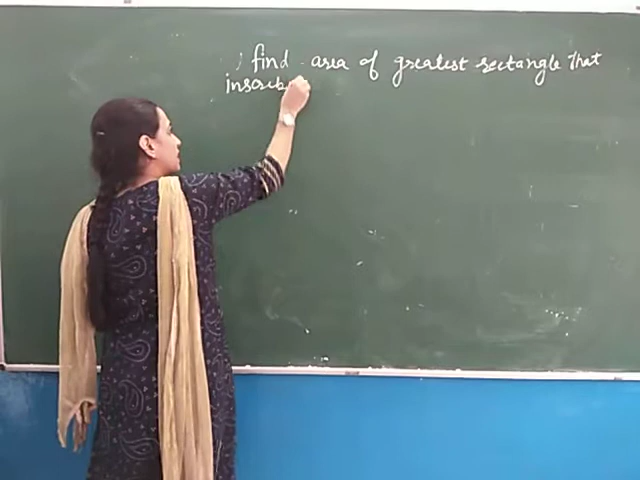 ; find area of greatest rectangle that
inscrib